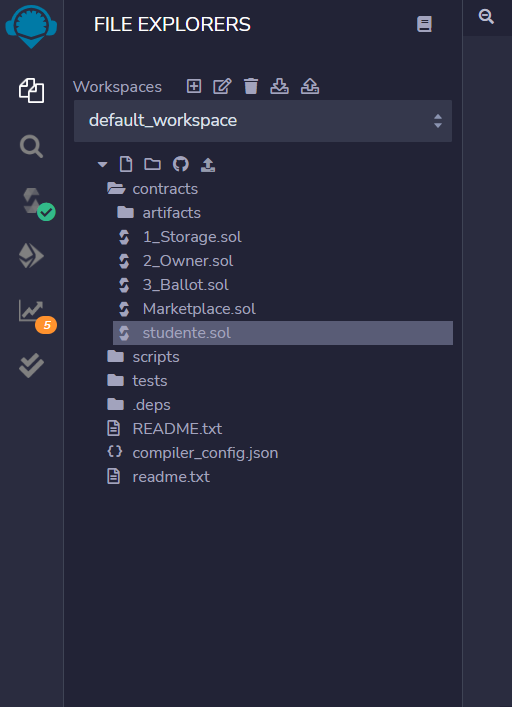 FILE EXPLORERS
Workspaces
default_workspace
contracts
artifacts
1_Storage.sol
2_Owner.sol
3_Ballot.sol
Marketplace.sol
studente.sol
5
scripts
tests
.deps
README.txt
compiler_config.json
readme.txt